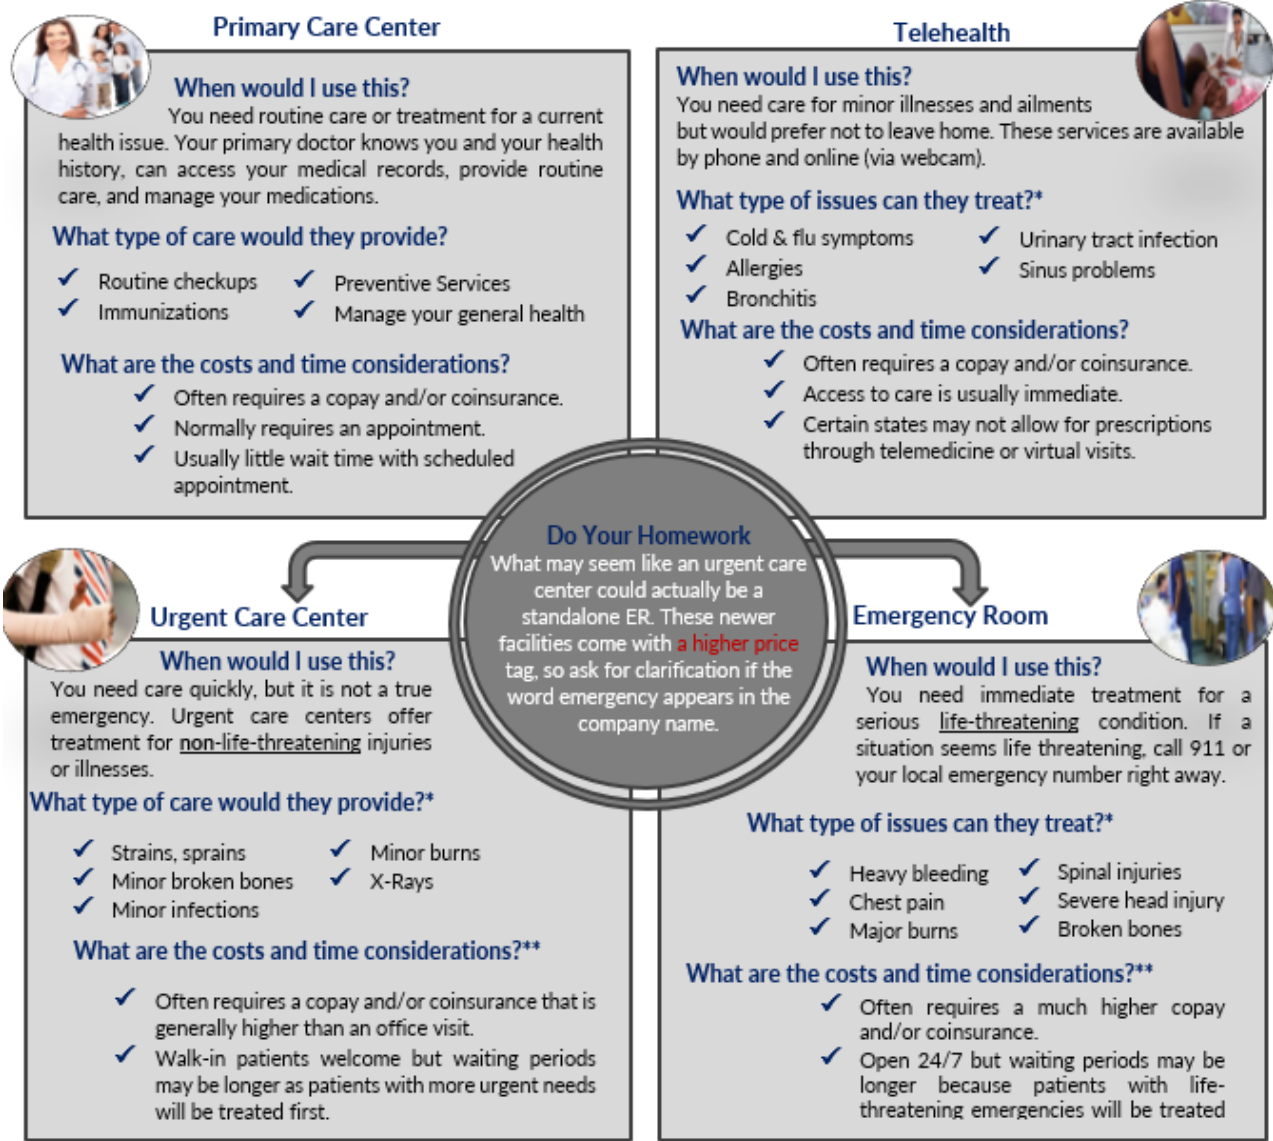 Primary Care Center
When would I use this?
You need routine care or treatment for a current
health issue. Your primary doctor knows you and your health
history, can access your medical records, provide routine
care, and manage your medications.
What type of care would they provide?
✓ Routine checkups
✓ Immunizations
✓ Preventive Services
✓ Manage your general health
What are the costs and time considerations?
✓ Often requires a copay and/or coinsurance.
✓ Normally requires an appointment.
✓ Usually little wait time with scheduled
appointment.
Telehealth
When would I use this?
You need care for minor illnesses and ailments
but would prefer not to leave home. These services are available
by phone and online (via webcam).
What type of issues can they treat?*
✓ Cold & flu symptoms
✓ Allergies
✓ Bronchitis
✓ Urinary tract infection
✓ Sinus problems
What are the costs and time considerations?
✓ Often requires a copay and/or coinsurance.
✓ Access to care is usually immediate.
✓ Certain states may not allow for prescriptions
through telemedicine or virtual visits.
Do Your Homework
What may seem like an urgent care
center could actually be a
standalone ER. These newer
facilities come with a higher price
tag, so ask for clarification if the
word emergency appears in the
company name.
Urgent Care Center
When would I use this?
You need care quickly, but it is not a true
emergency. Urgent care centers offer
treatment for non-life-threatening injuries
or illnesses.
What type of care would they provide?*
✓ Strains, sprains
✓ Minor broken bones
✓ Minor infections
✓ Minor burns
✓ X-Rays
What are the costs and time considerations?**
✓ Often requires a copay and/or coinsurance that is
generally higher than an office visit.
✓ Walk-in patients welcome but waiting periods
may be longer as patients with more urgent needs
will be treated first.
Emergency Room
When would I use this?
You need immediate treatment for a
serious life-threatening condition. If a
situation seems life threatening, call 911 or
your local emergency number right away.
What type of issues can they treat?*
✓ Heavy bleeding
✓ Chest pain
✓ Major burns
✓ Spinal injuries
✓ Severe head injury
✓ Broken bones
What are the costs and time considerations?**
✓ Often requires a much higher copay
and/or coinsurance.
✓ Open 24/7 but waiting periods may be
longer because patients with life-
threatening emergencies will be treated